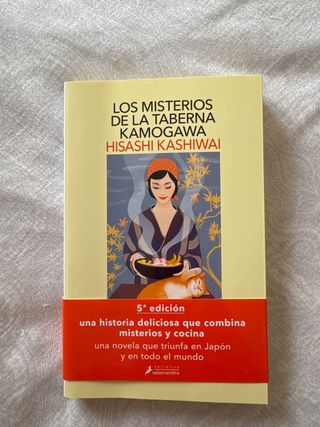 LOS MISTERIOS
DE LA TABERNA
KAMOGAWA
HISASHI KASHIWAI
5ª edición
una historia deliciosa que combina
misterios y cocina
una novela que triunfa en Japón
y en todo el mundo
narrativa
salamandra